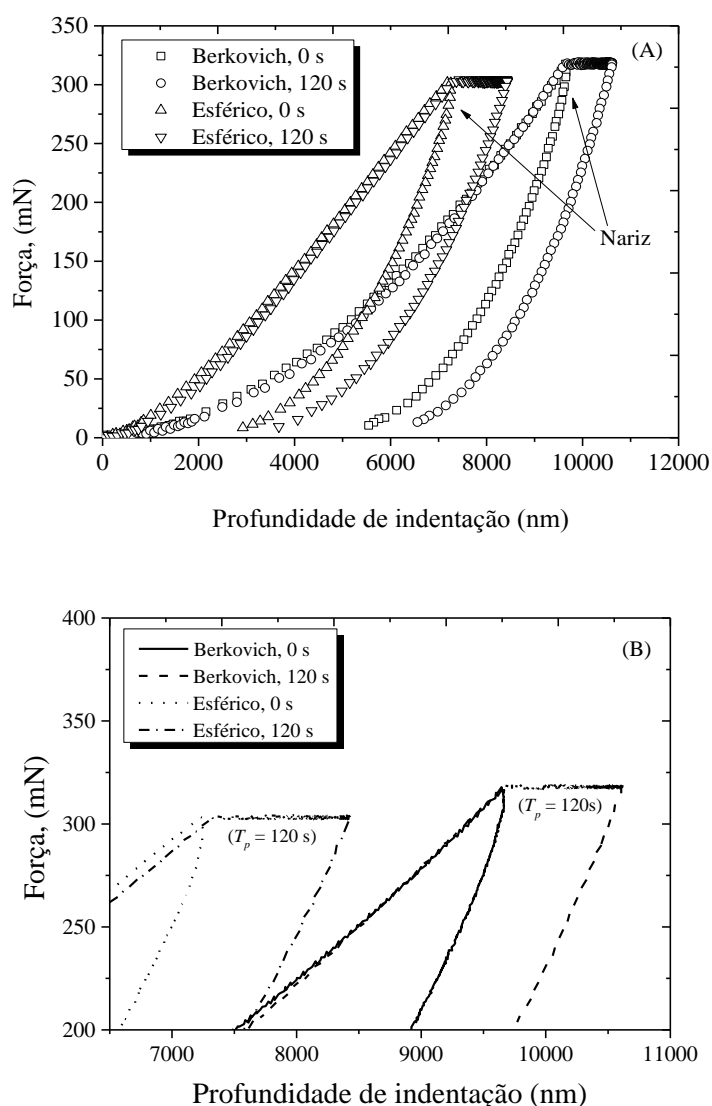 350
300
250
200
150
100
50
0
Força, (mN)
Berkovich, 0 s
Berkovich, 120 s
Esférico, 0 s
Esférico, 120 s
(A)
Nariz
0
2000
4000
6000
8000
10000
12000
Profundidade de indentação (nm)
400
350
300
250
200
Força, (mN)
Berkovich, 0 s
Berkovich, 120 s
Esférico, 0 s
Esférico, 120 s
(B)
(Tp = 120 s)
(Tp = 120s)
7000
8000
9000
10000
11000
Profundidade de indentação (nm)